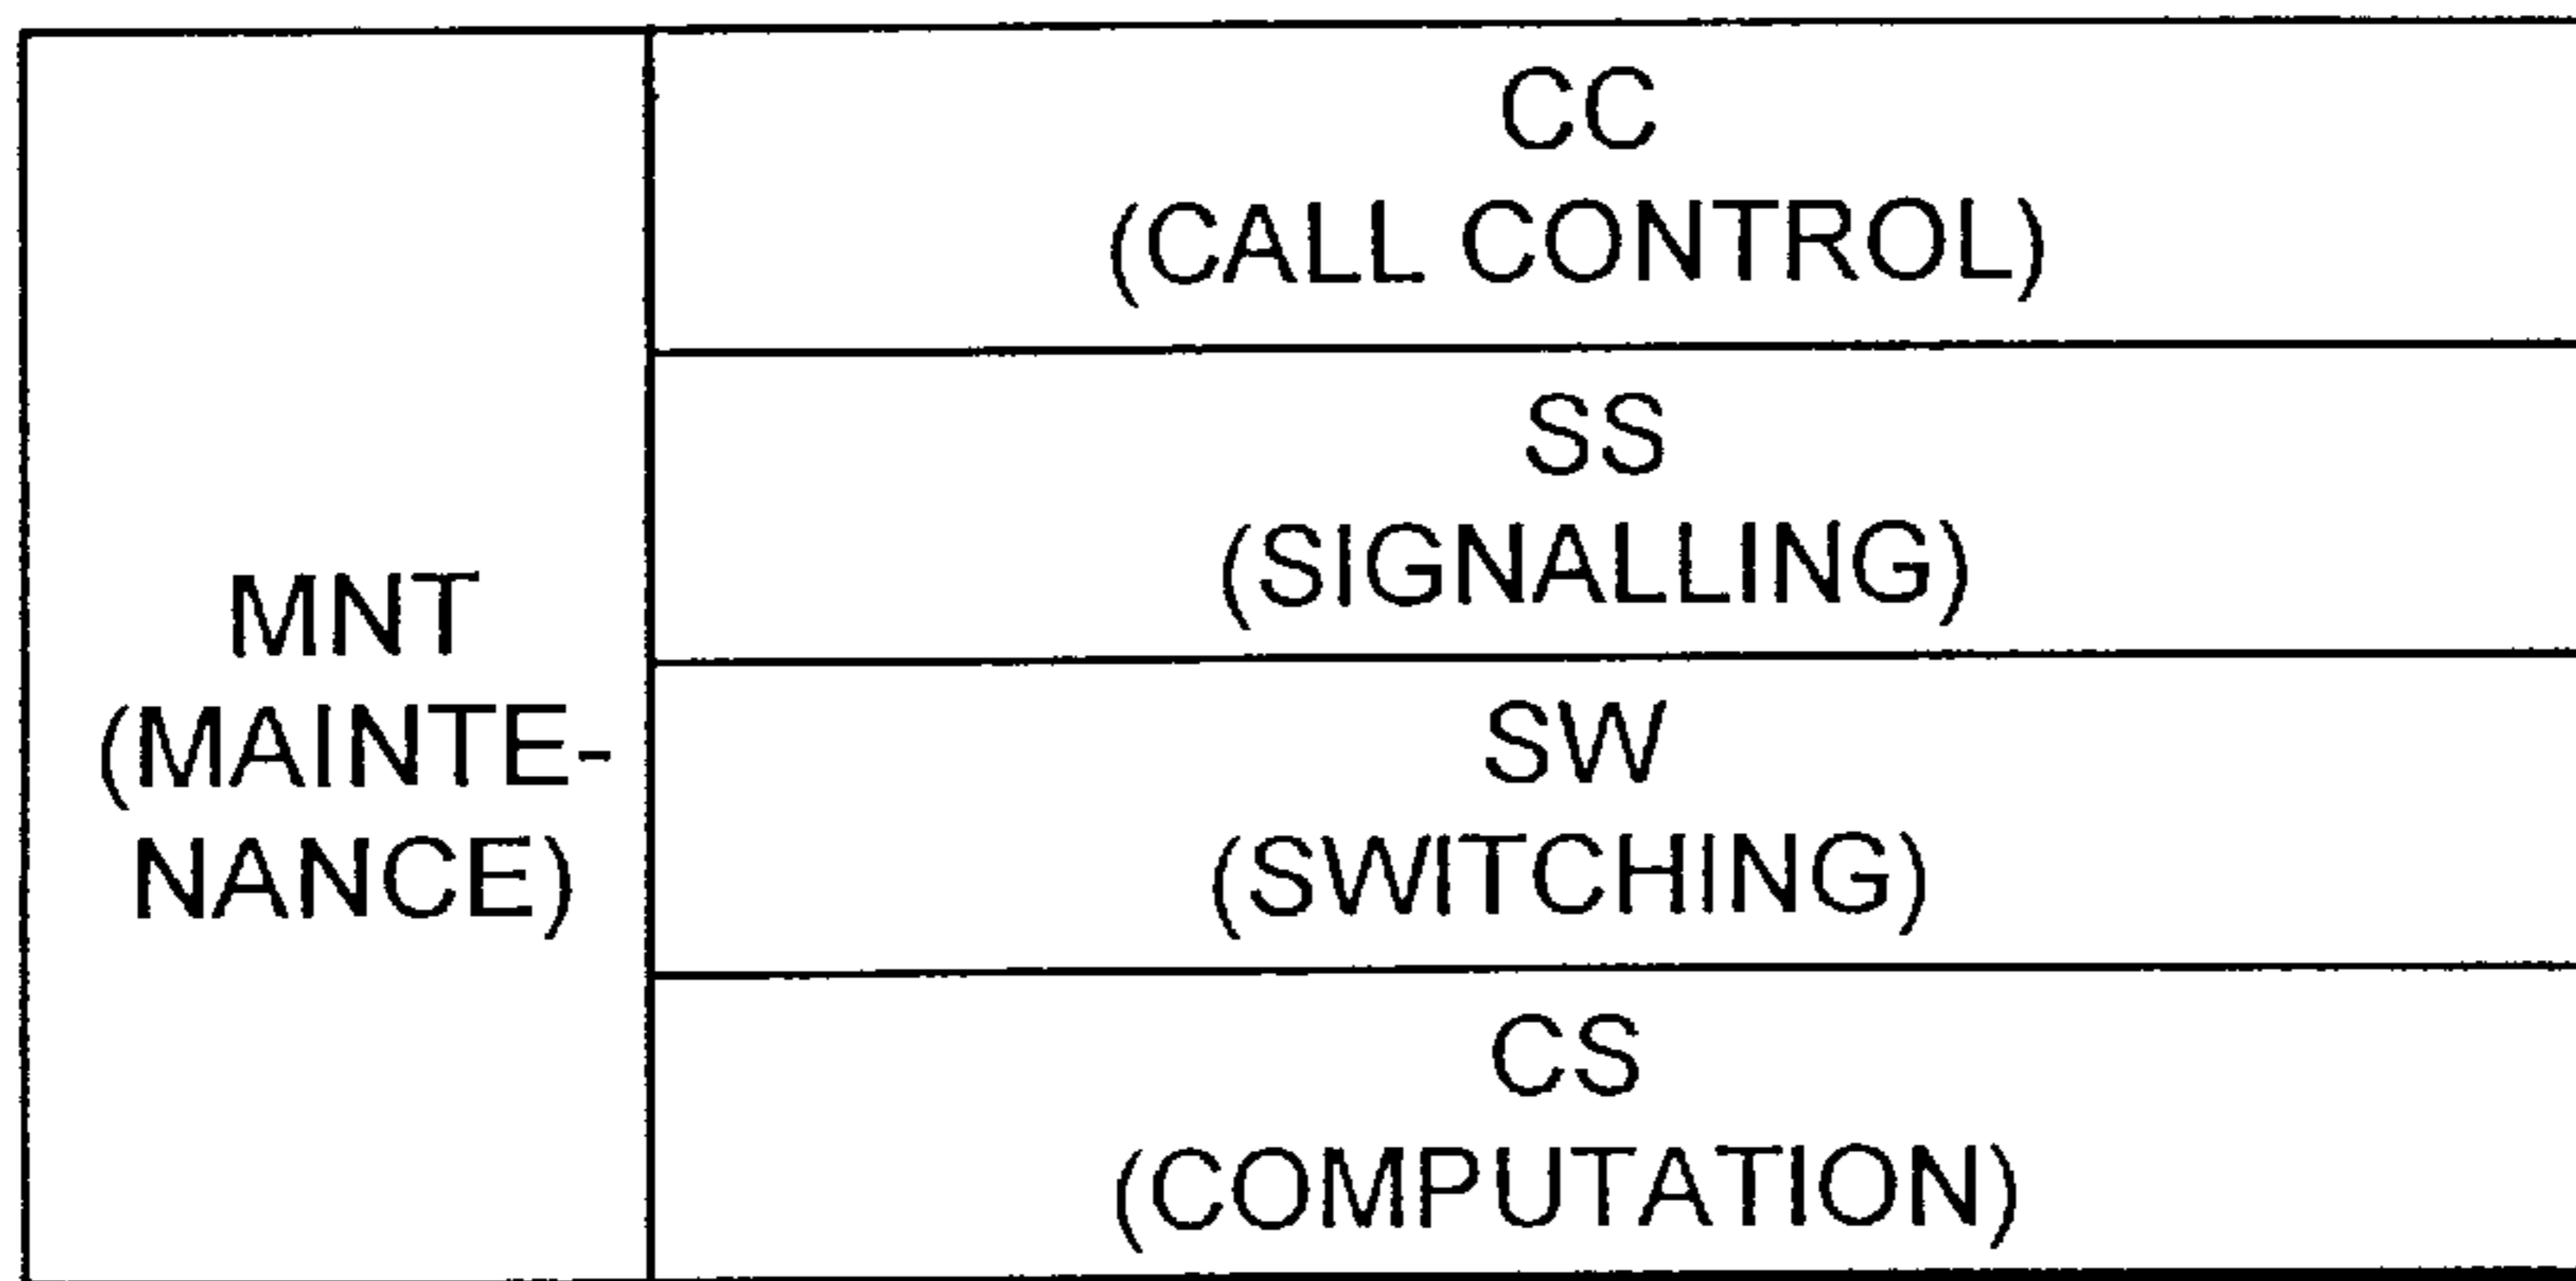 MNT
(MAINTE-
NANCE)
CC
(CALL CONTROL)
SS
(SIGNALLING)
SW
(SWITCHING)
CS
(COMPUTATION)